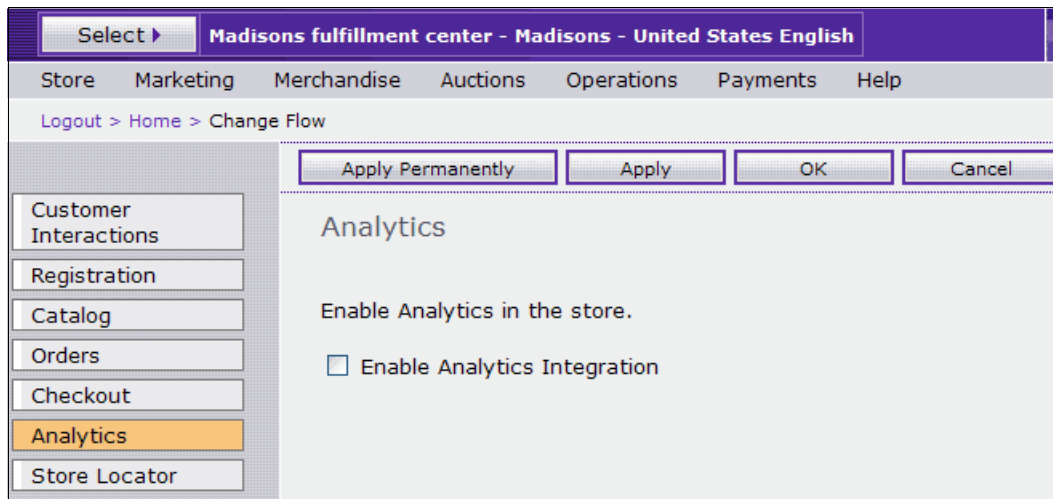 Select Madisons fulfillment center - Madisons - United States English
Store Marketing Merchandise Auctions Operations Payments Help
Logout > Home > Change Flow
Apply Permanently Apply OK Cancel
Customer
Interactions
Registration
Catalog
Orders
Checkout
Analytics
Store Locator
Analytics
Enable Analytics in the store.
Enable Analytics Integration